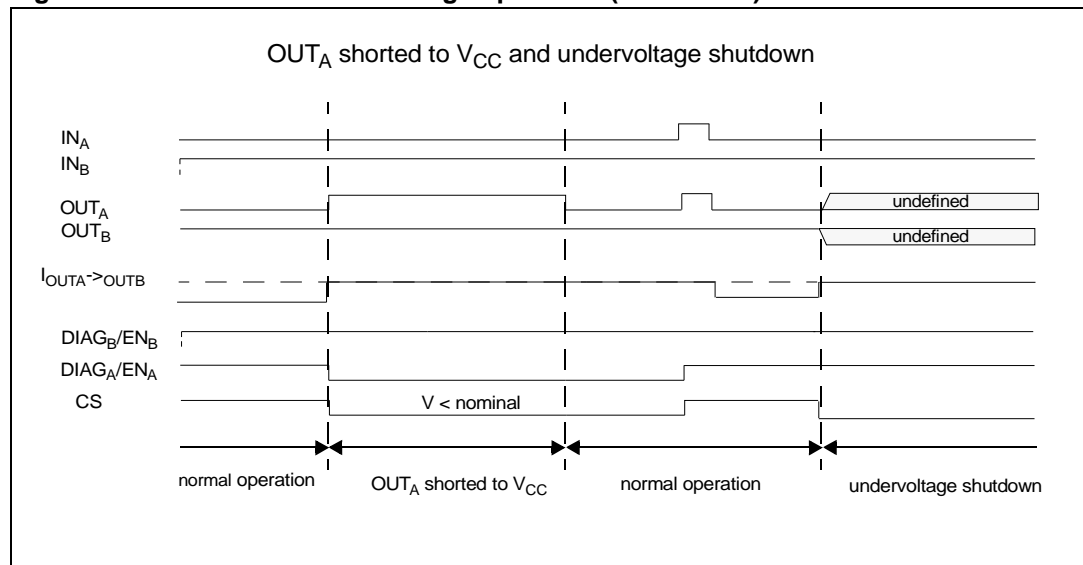 OUTA shorted to VCC and undervoltage shutdown
INA
INB
OUTA
undefined
OUTB
undefined
IOUTA->OUTB
DIAGB/ENB
DIAGA/ENA
CS
V < nominal
normal operation
OUTA shorted to VCC
normal operation
undervoltage shutdown